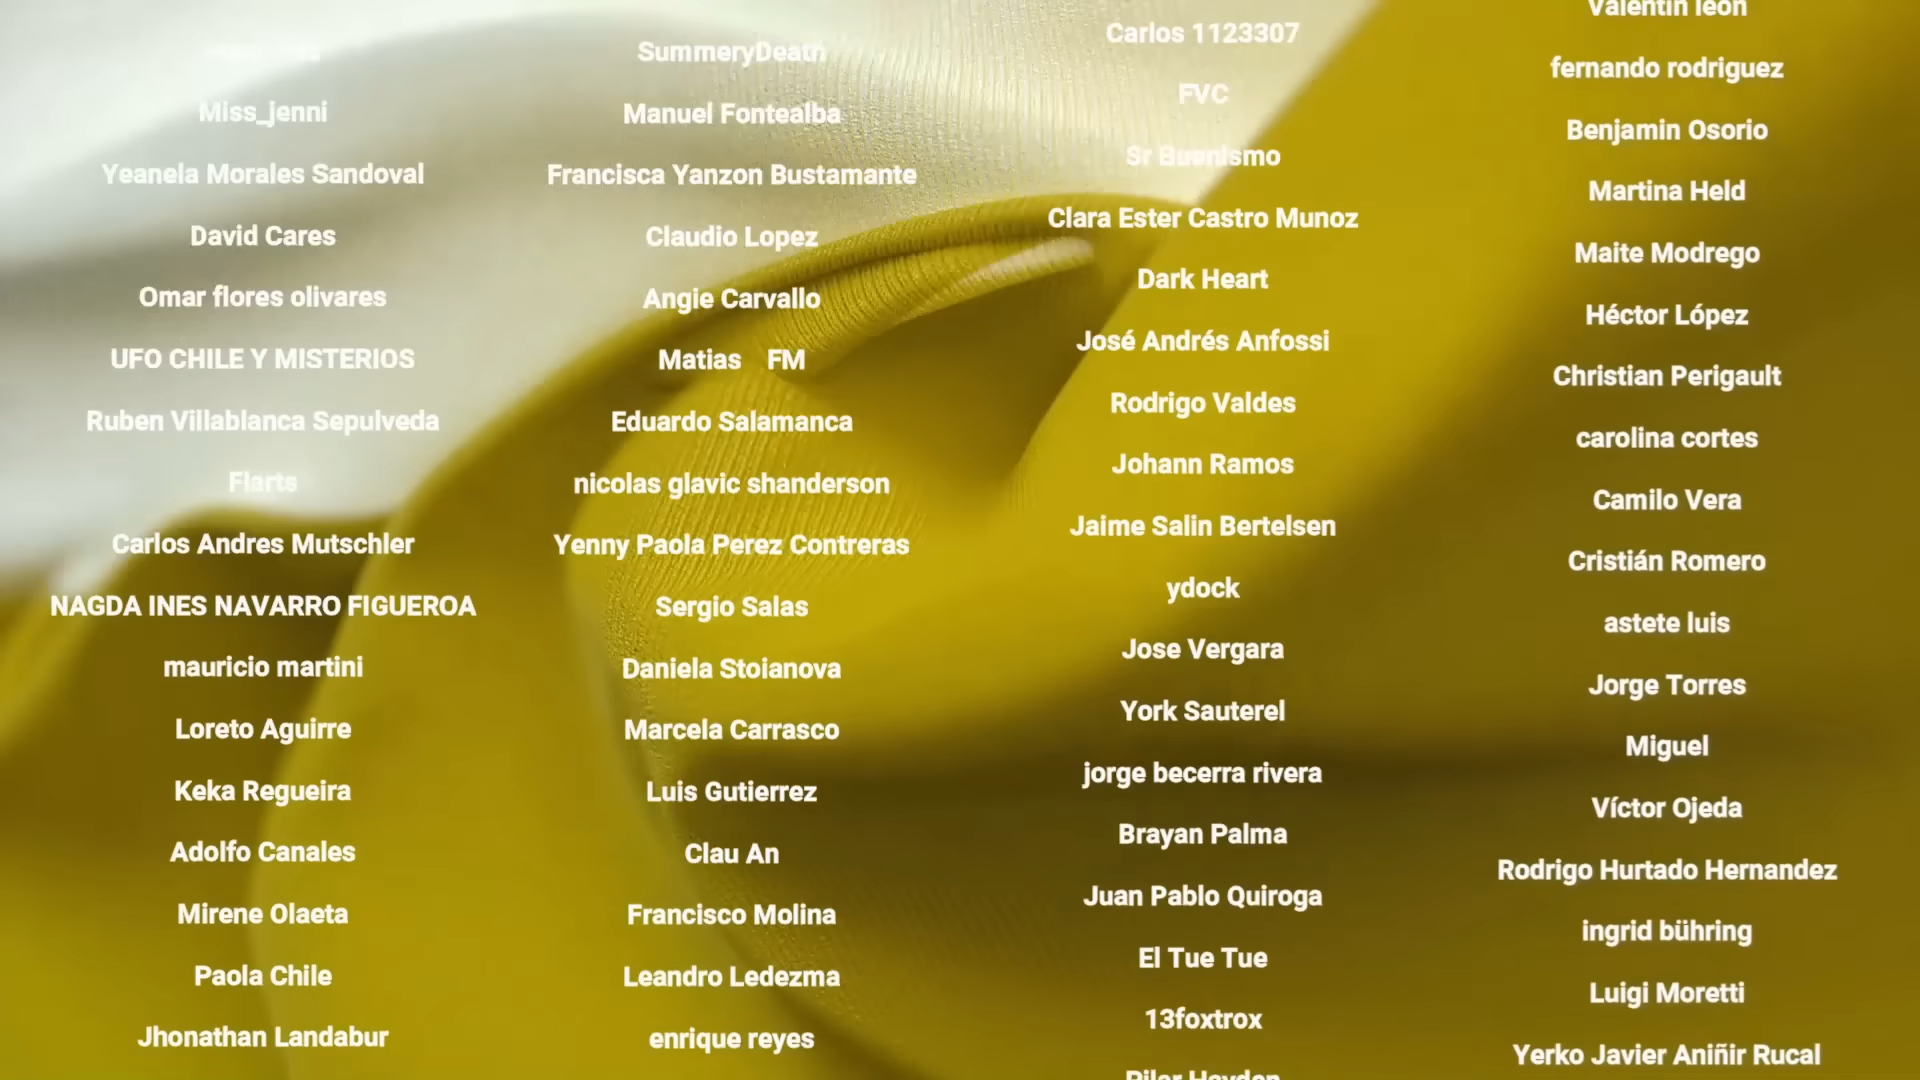 Miss_jenni
Yeanela Morales Sandoval
David Cares
Omar flores olivares
UFO CHILE Y MISTERIOS
Ruben Villablanca Sepulveda
Flarts
Carlos Andres Mutschler
NAGDA INES NAVARRO FIGUEROA
mauricio martini
Loreto Aguirre
Keka Regueira
Adolfo Canales
Mirene Olaeta
Paola Chile
Jhonathan Landabur
SummeryDeath
Manuel Fontealba
Francisca Yanzon Bustamante
Claudio Lopez
Angie Carvallo
Matias FM
Eduardo Salamanca
nicolas glavic shanderson
Yenny Paola Perez Contreras
Sergio Salas
Daniela Stoianova
Marcela Carrasco
Luis Gutierrez
Clau An
Francisco Molina
Leandro Ledezma
enrique reyes
Carlos 1123307
FVC
Sr Buenismo
Clara Ester Castro Munoz
Dark Heart
José Andrés Anfossi
Rodrigo Valdes
Johann Ramos
Jaime Salin Bertelsen
ydock
Jose Vergara
York Sauterel
jorge becerra rivera
Brayan Palma
Juan Pablo Quiroga
El Tue Tue
13foxtrox
Pilar Hayden
Valentin leon
fernando rodriguez
Benjamin Osorio
Martina Held
Maite Modrego
Héctor López
Christian Perigault
carolina cortes
Camilo Vera
Cristián Romero
astete luis
Jorge Torres
Miguel
Víctor Ojeda
Rodrigo Hurtado Hernandez
ingrid bühring
Luigi Moretti
Yerko Javier Aniñir Rucal